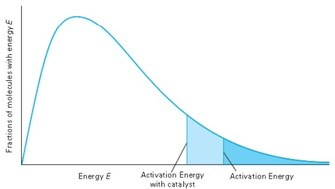 Fractions of molecules with energy E
Energy E
Activation Energy
with catalyst
Activation Energy